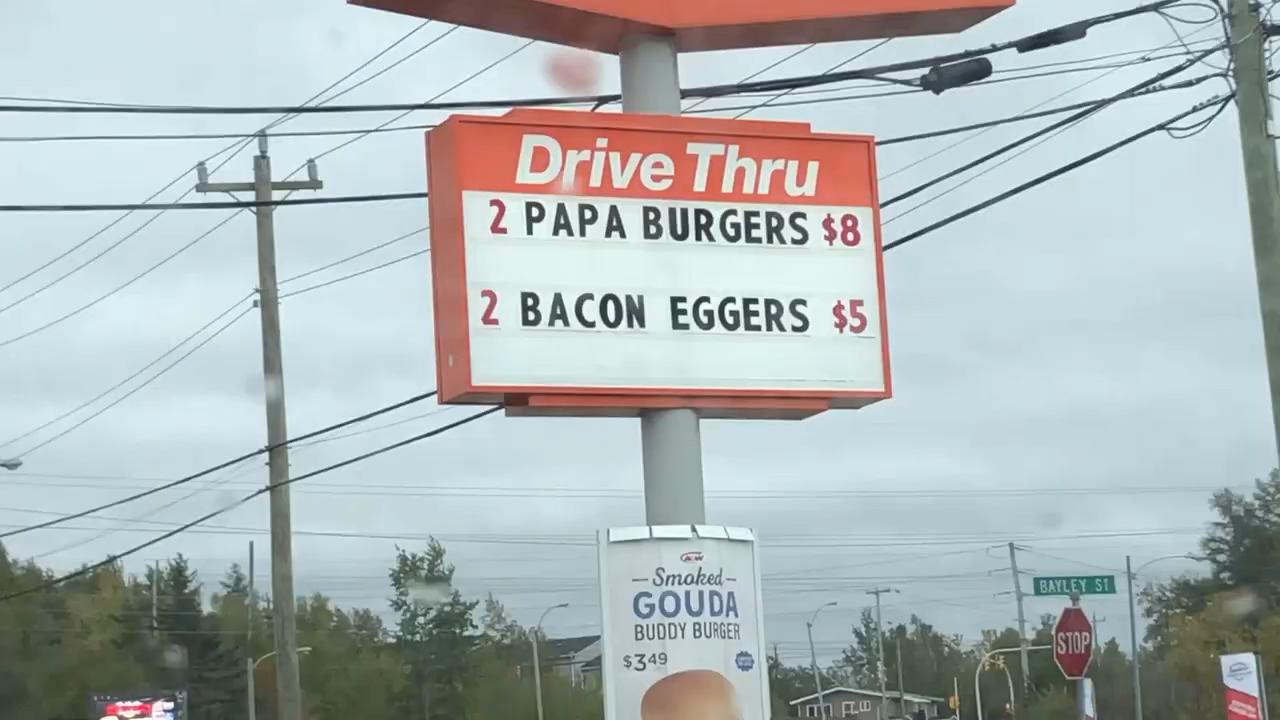 Drive Thru
2 PAPA BURGERS $8
2 BACON EGGERS $5
A&W
Smoked
GOUDA
BUDDY BURGER
$3.49
BAYLEY ST
STOP